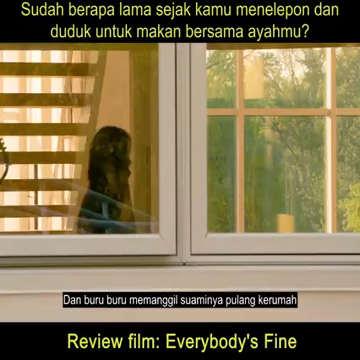 Sudah berapa lama sejak kamu menelepon dan
duduk untuk makan bersama ayahmu?
Dan buru buru memanggil suaminya pulang kerumah
Review film: Everybody's Fine